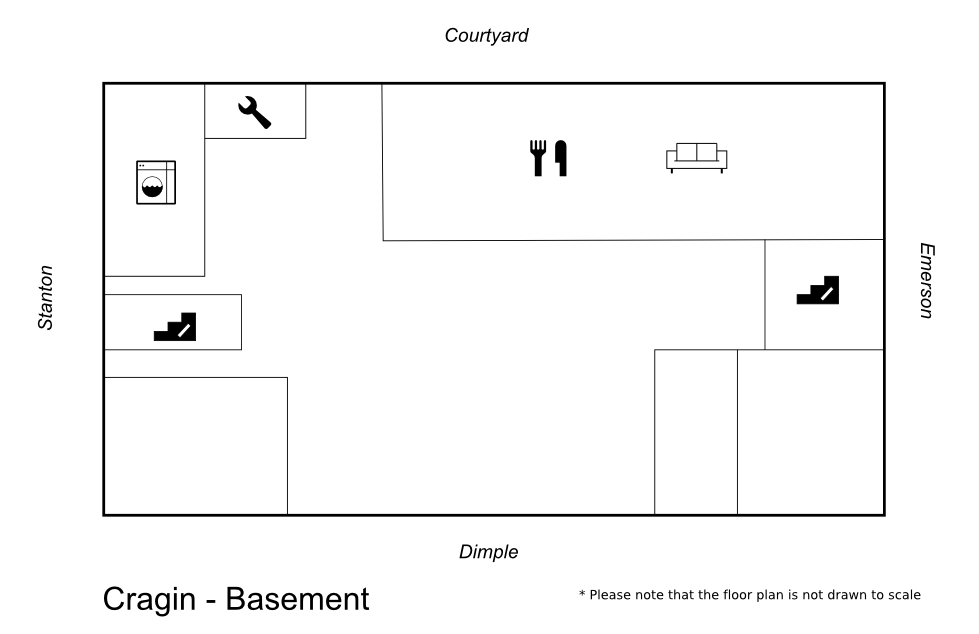 Courtyard
Stanton
Emerson
Dimple
Cragin - Basement
* Please note that the floor plan is not drawn to scale